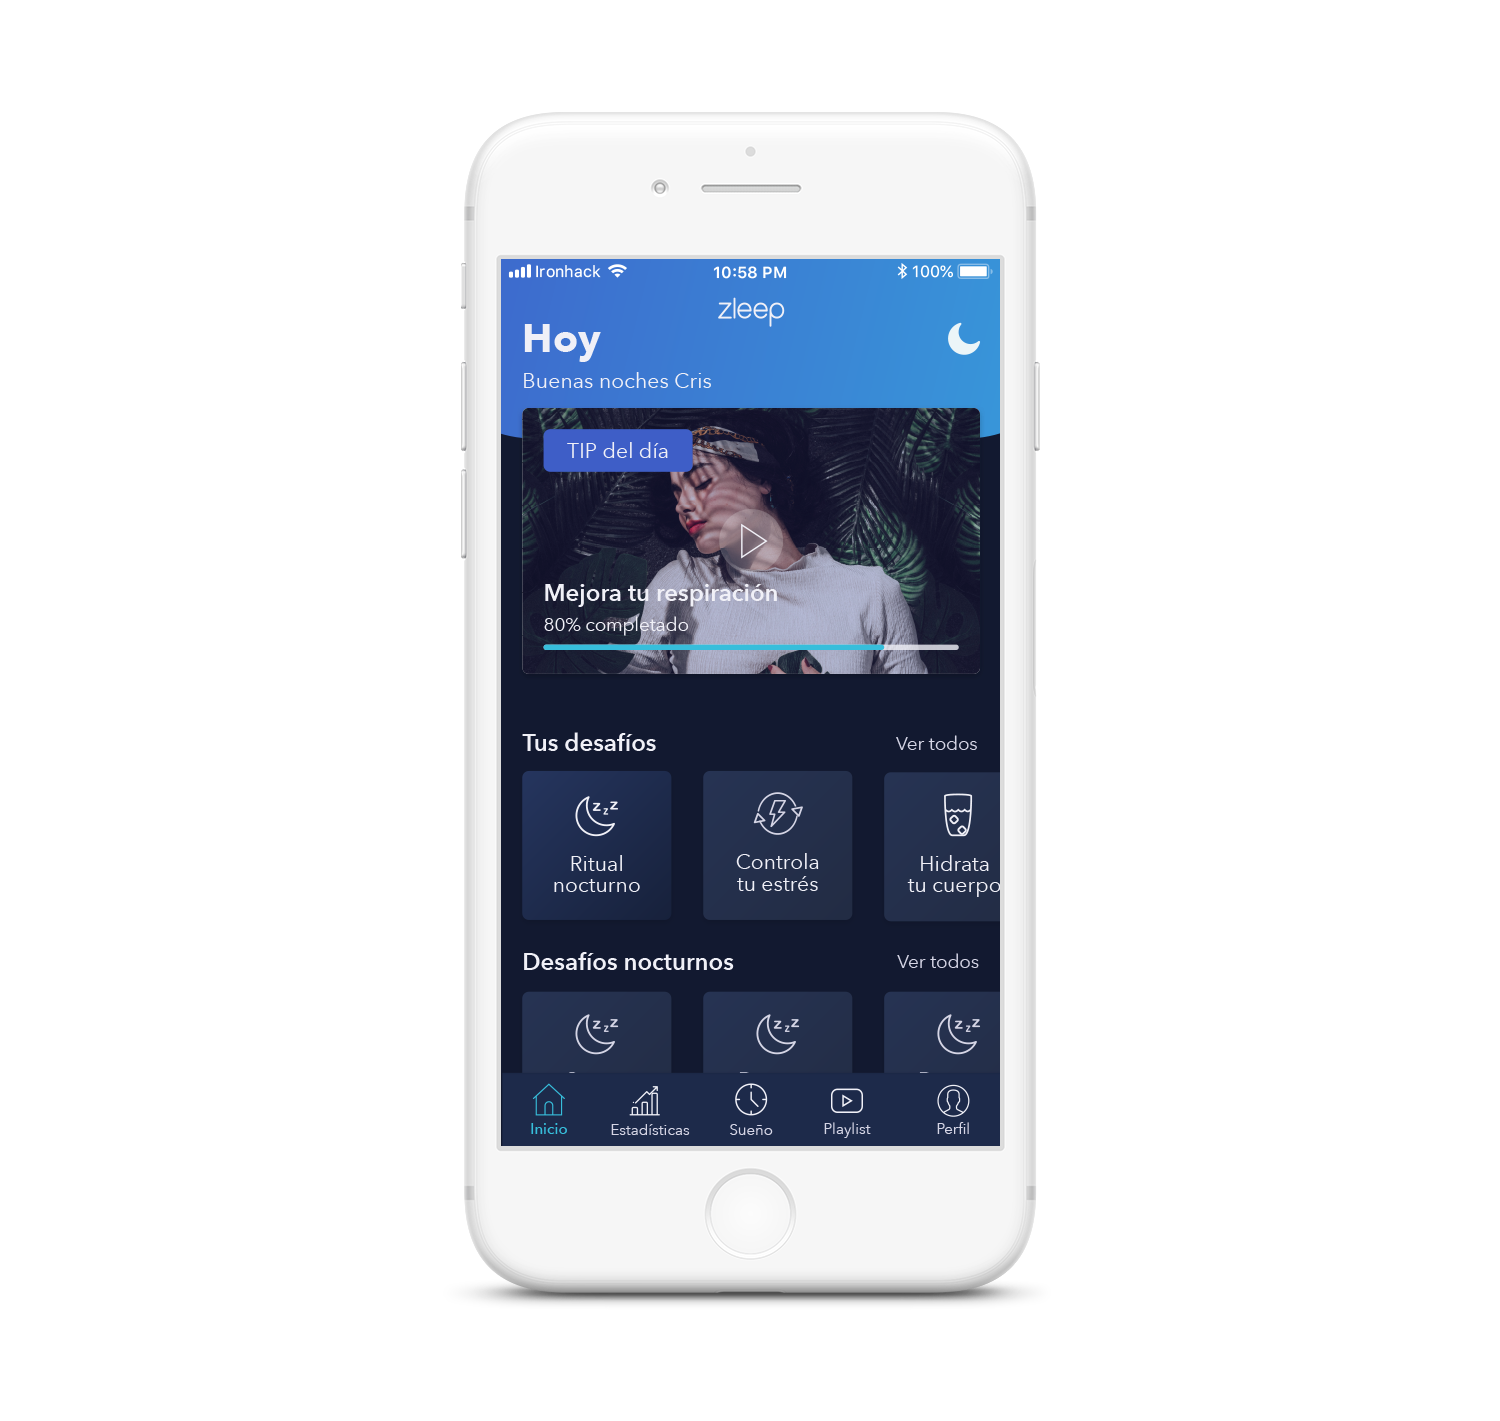 Ironhack 10:58 PM 100%
zleep
Hoy
Buenas noches Cris
TIP del día
Mejora tu respiración
80% completado
Tus desafíos Ver todos
Ritual
nocturno
Controla
tu estrés
Hidrata
tu cuerpo
Desafíos nocturnos Ver todos
Inicio Estadísticas Sueño Playlist Perfil